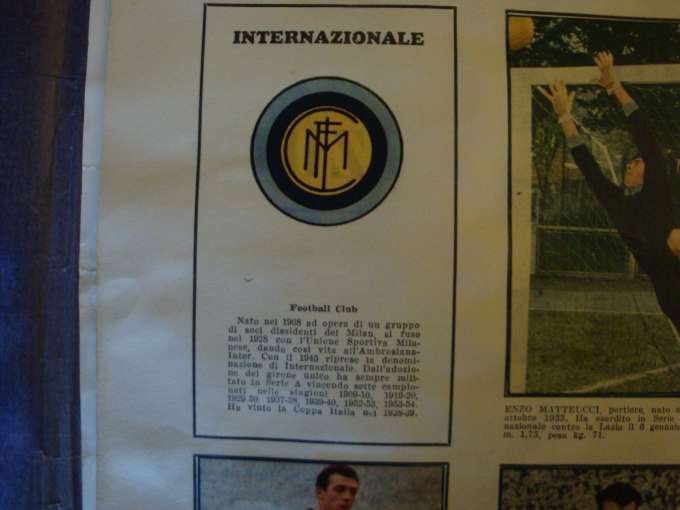 INTERNAZIONALE
Football Club
Nato nel 1908 ad opera di un gruppo
di soci dissidenti del Milan, si fuse
nel 1928 con l'Unione Sportiva Mila-
nese, dando così vita all'Ambrosiana-
Inter. Con il 1945 riprese la denomi-
nazione di Internazionale. Dall'adozio-
ne del girone unico ha sempre mili-
tato in Serie A vincendo sette campio-
nati nelle stagioni 1909-10, 1919-20,
1929-30 1937-38, 1939-40, 1952-53, 1953-54.
Ha vinto la Coppa Italia nel 1938-39.
ENZO MATTEUCCI, portiere, nato
ottobre 1933. Ha esordito in Serie
nazionale contro la Lazio il 6 gennaio
m. 1,73, peso kg. 71.